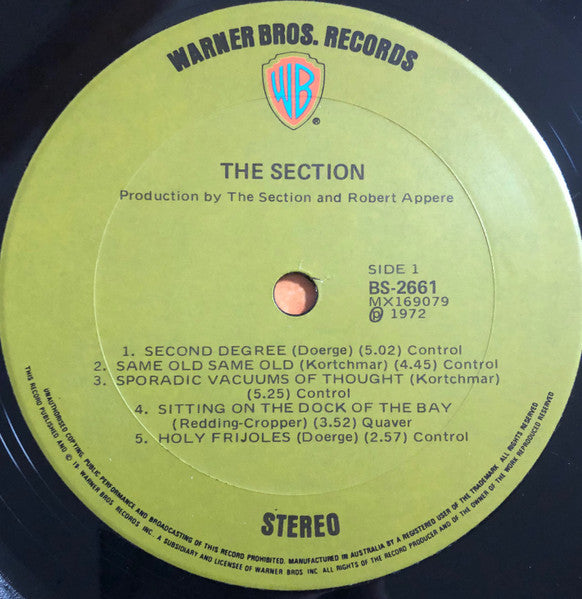 WARNER BROS. RECORDS
WB
®
THE SECTION
Production by The Section and Robert Appere
SIDE 1
BS-2661
MX169079
Ⓟ 1972
1. SECOND DEGREE (Doerge) (5.02) Control
2. SAME OLD SAME OLD (Kortchmar) (4.45) Control
3. SPORADIC VACUUMS OF THOUGHT (Kortchmar)
(5.25) Control
4. SITTING ON THE DOCK OF THE BAY
(Redding-Cropper) (3.52) Quaver
5. HOLY FRIJOLES (Doerge) (2.57) Control
STEREO
UNAUTHORISED COPYING, PUBLIC PERFORMANCE AND BROADCASTING OF THIS RECORD PROHIBITED. MANUFACTURED IN AUSTRALIA BY A REGISTERED USER OF THE TRADEMARK. ALL RIGHTS RESERVED
THIS RECORD PUBLISHED AND © 19 WARNER BROS RECORDS INC. A SUBSIDIARY AND LICENSEE OF WARNER BROS INC. ALL RIGHTS OF THE RECORD PRODUCER AND OF THE OWNER OF THE WORK REPRODUCED RESERVED